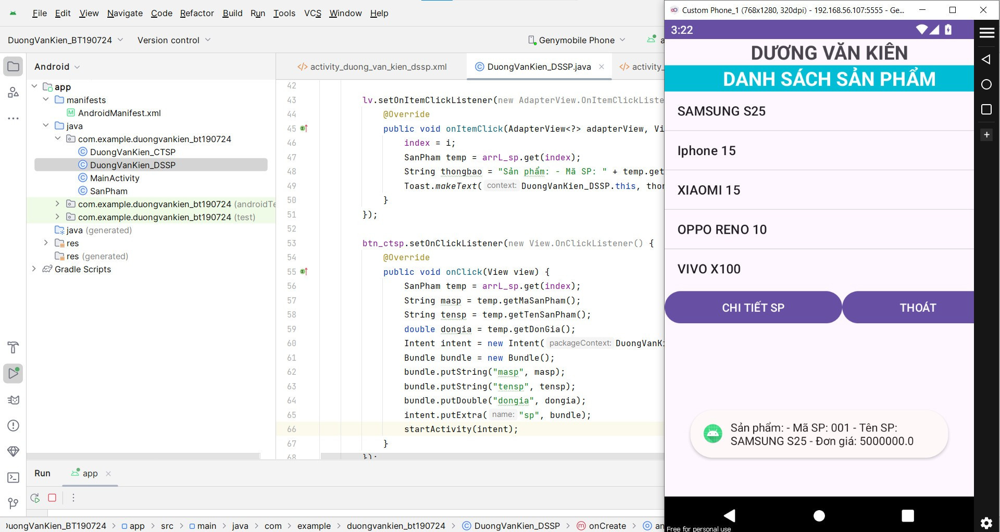 File Edit View Navigate Code Refactor Build Run Tools VCS Window Help
DuongVanKien_BT190724 Version control Genymobile Phone a
Android
app
manifests
AndroidManifest.xml
java
com.example.duongvankien_bt190724
DuongVanKien_CTSP
DuongVanKien_DSSP
MainActivity
SanPham
com.example.duongvankien_bt190724 (androidTe
com.example.duongvankien_bt190724 (test)
java (generated)
res
res (generated)
Gradle Scripts
activity_duong_van_kien_dssp.xml DuongVanKien_DSSP.java activity_
42
43 lv.setOnItemClickListener(new AdapterView.OnItemClickListe
44 @Override
45 public void onItemClick(AdapterView<?> adapterView, Vi
46 index = i;
47 SanPham temp = arrL_sp.get(index);
48 String thongbao = "Sản phẩm: - Mã SP: " + temp.get
49 Toast.makeText( context: DuongVanKien_DSSP.this, thon
50 }
51 });
52
53 btn_ctsp.setOnClickListener(new View.OnClickListener() {
54 @Override
55 public void onClick(View view) {
56 SanPham temp = arrL_sp.get(index);
57 String masp = temp.getMaSanPham();
58 String tensp = temp.getTenSanPham();
59 double dongia = temp.getDonGia();
60 Intent intent = new Intent( packageContext: DuongVanKi
61 Bundle bundle = new Bundle();
62 bundle.putString("masp", masp);
63 bundle.putString("tensp", tensp);
64 bundle.putDouble("dongia", dongia);
65 intent.putExtra( name: "sp", bundle);
66 startActivity(intent);
67 }
68 });
Run app
DuongVanKien_BT190724 > app > src > main > java > com > example > duongvankien_bt190724 > DuongVanKien_DSSP > onCreate > an
Custom Phone_1 (768x1280, 320dpi) - 192.168.56.107:5555 - Ge...
3:22
DƯƠNG VĂN KIÊN
DANH SÁCH SẢN PHẨM
SAMSUNG S25
Iphone 15
XIAOMI 15
OPPO RENO 10
VIVO X100
CHI TIẾT SP THOÁT
Sản phẩm: - Mã SP: 001 - Tên SP:
SAMSUNG S25 - Đơn giá: 5000000.0
Free for personal use